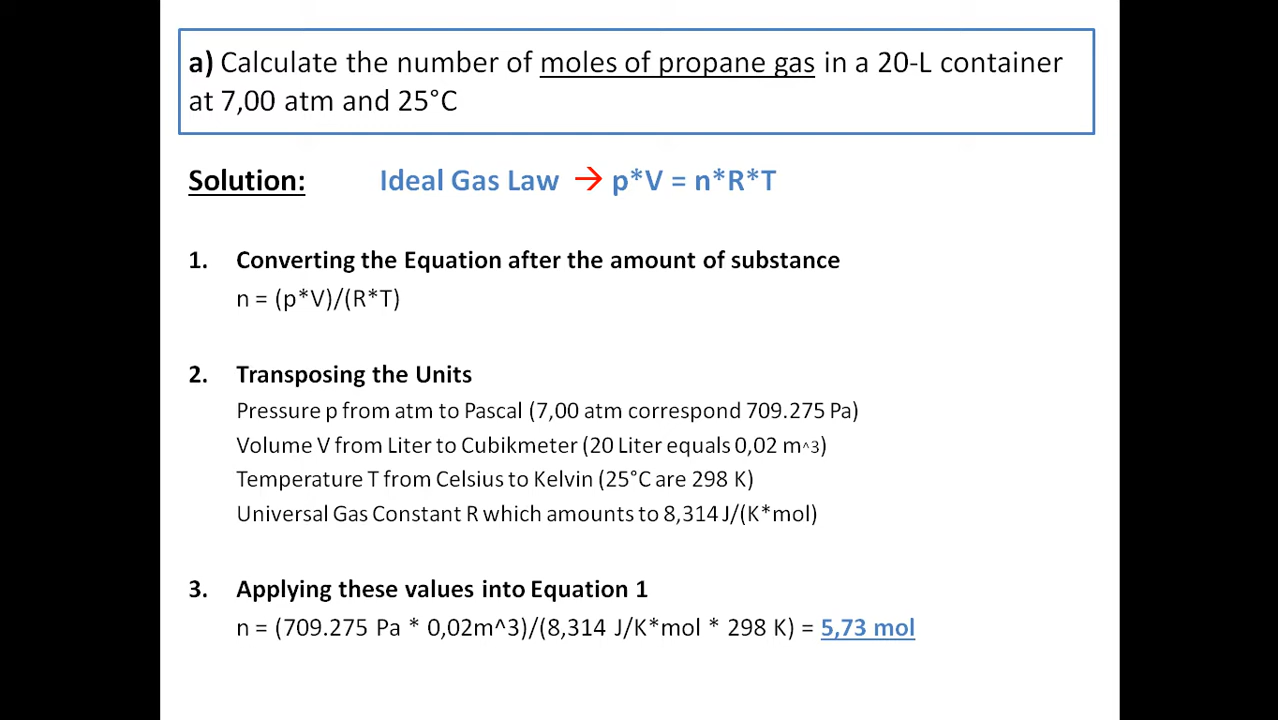 a) Calculate the number of moles of propane gas in a 20-L container
at 7,00 atm and 25°C
Solution: Ideal Gas Law → p*V = n*R*T
1. Converting the Equation after the amount of substance
n = (p*V)/(R*T)
2. Transposing the Units
Pressure p from atm to Pascal (7,00 atm correspond 709.275 Pa)
Volume V from Liter to Cubikmeter (20 Liter equals 0,02 m^3)
Temperature T from Celsius to Kelvin (25°C are 298 K)
Universal Gas Constant R which amounts to 8,314 J/(K*mol)
3. Applying these values into Equation 1
n = (709.275 Pa * 0,02m^3)/(8,314 J/K*mol * 298 K) = 5,73 mol